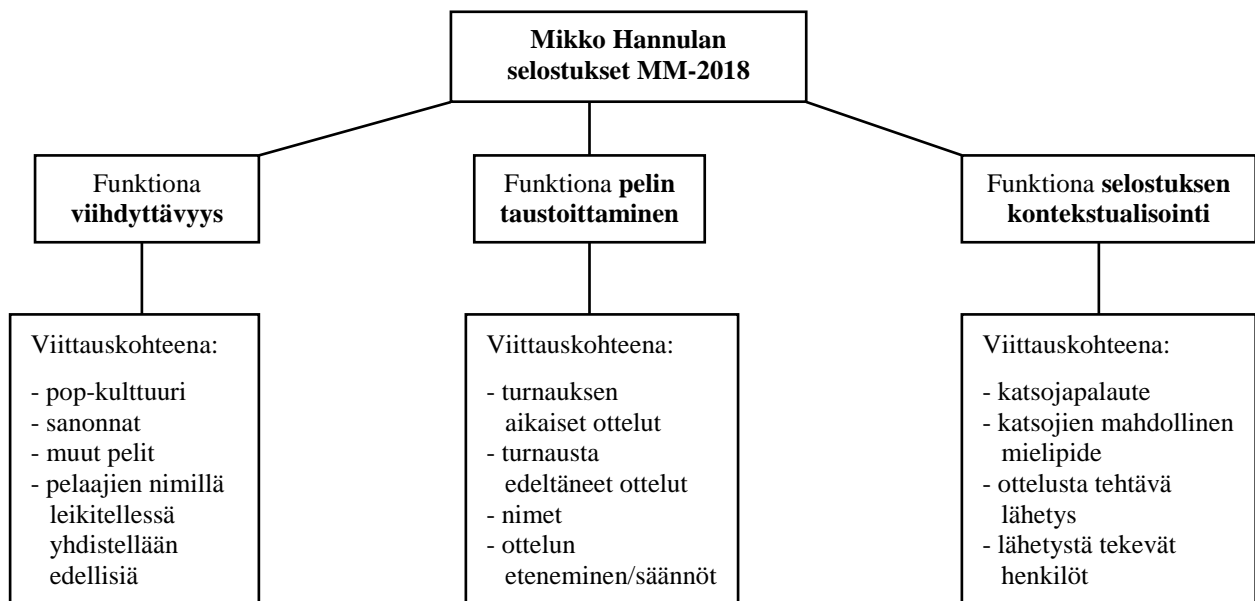 Mikko Hannulan
selostukset MM-2018
Funktiona
viihdyttävyys
Funktiona pelin
taustoittaminen
Funktiona selostuksen
kontekstualisointi
Viittauskohteena:
- pop-kulttuuri
- sanonnat
- muut pelit
- pelaajien nimillä
leikitellessä
yhdistellään
edellisiä
Viittauskohteena:
- turnauksen
aikaiset ottelut
- turnausta
edeltäneet ottelut
- nimet
- ottelun
eteneminen/säännöt
Viittauskohteena:
- katsojapalaute
- katsojien mahdollinen
mielipide
- ottelusta tehtävä
lähetys
- lähetystä tekevät
henkilöt